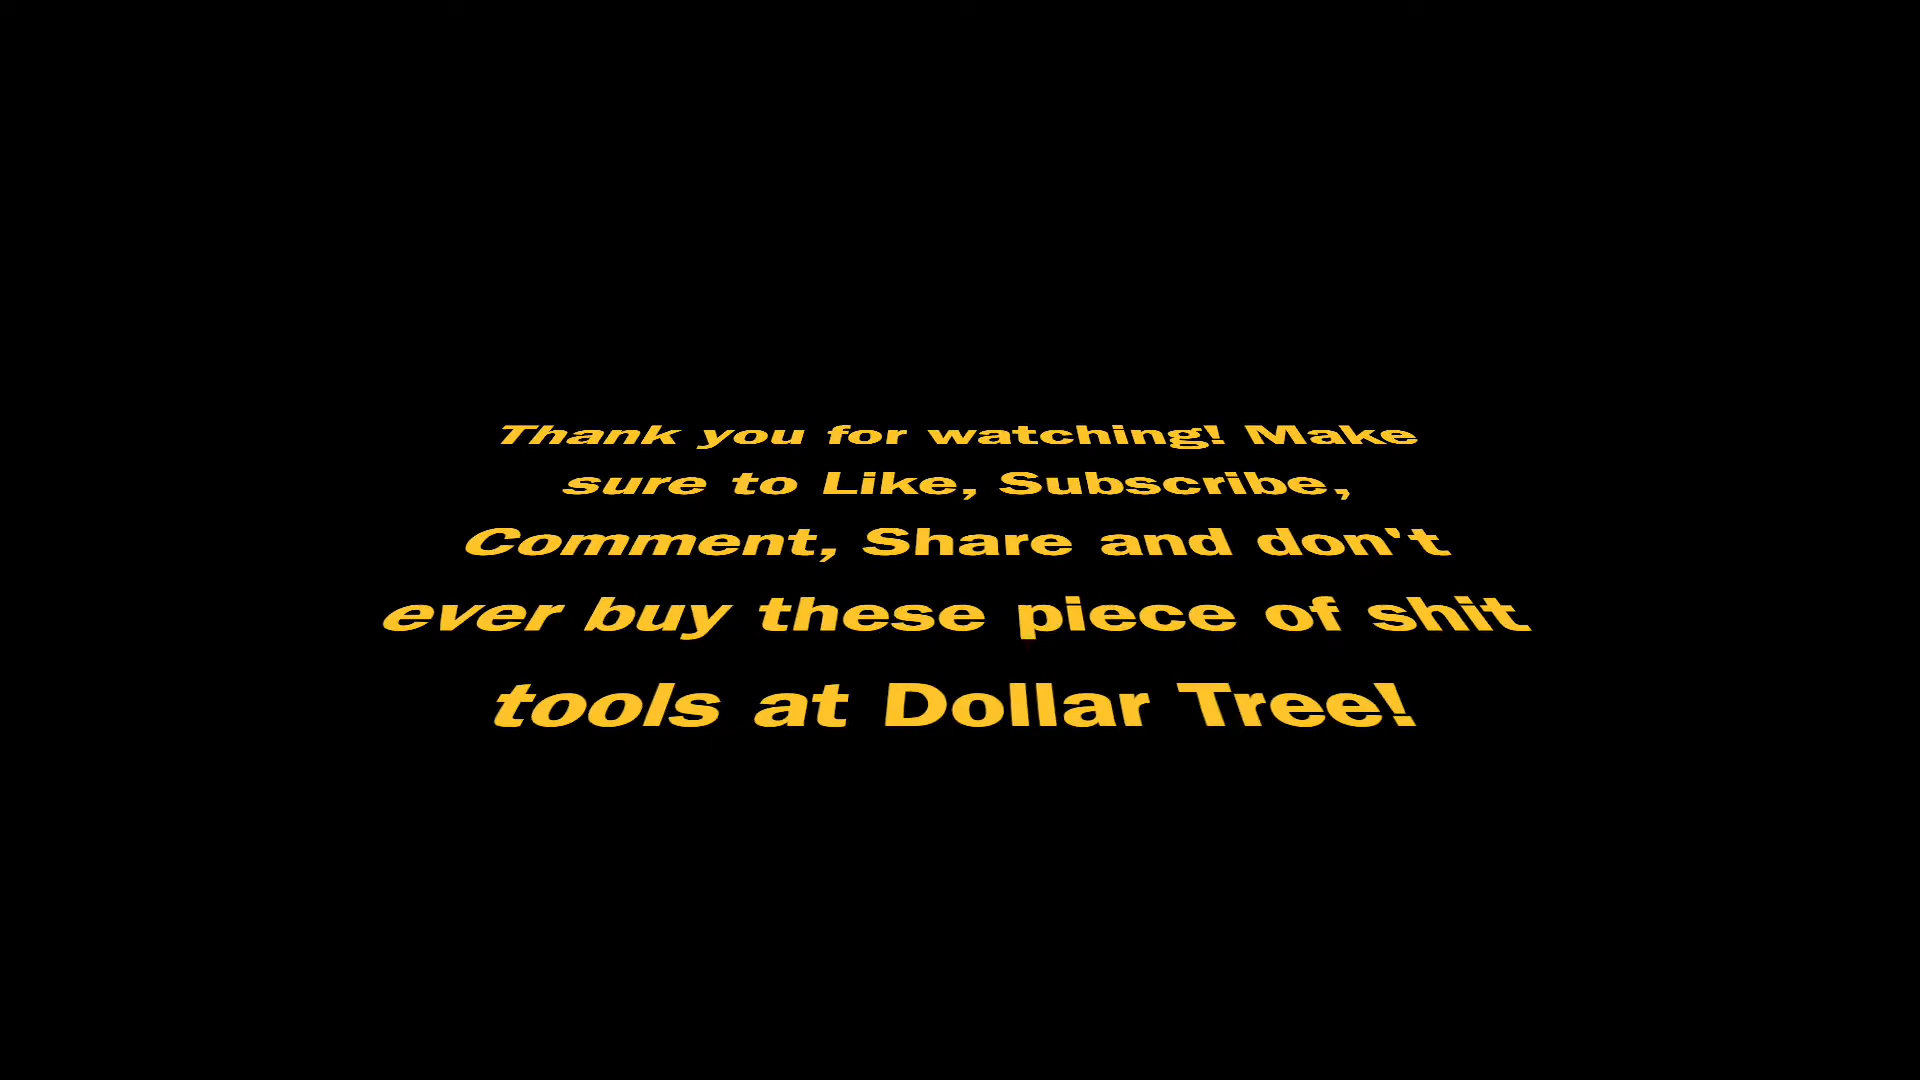 Thank you for watching! Make
sure to Like, Subscribe,
Comment, Share and don't
ever buy these piece of shit
tools at Dollar Tree!